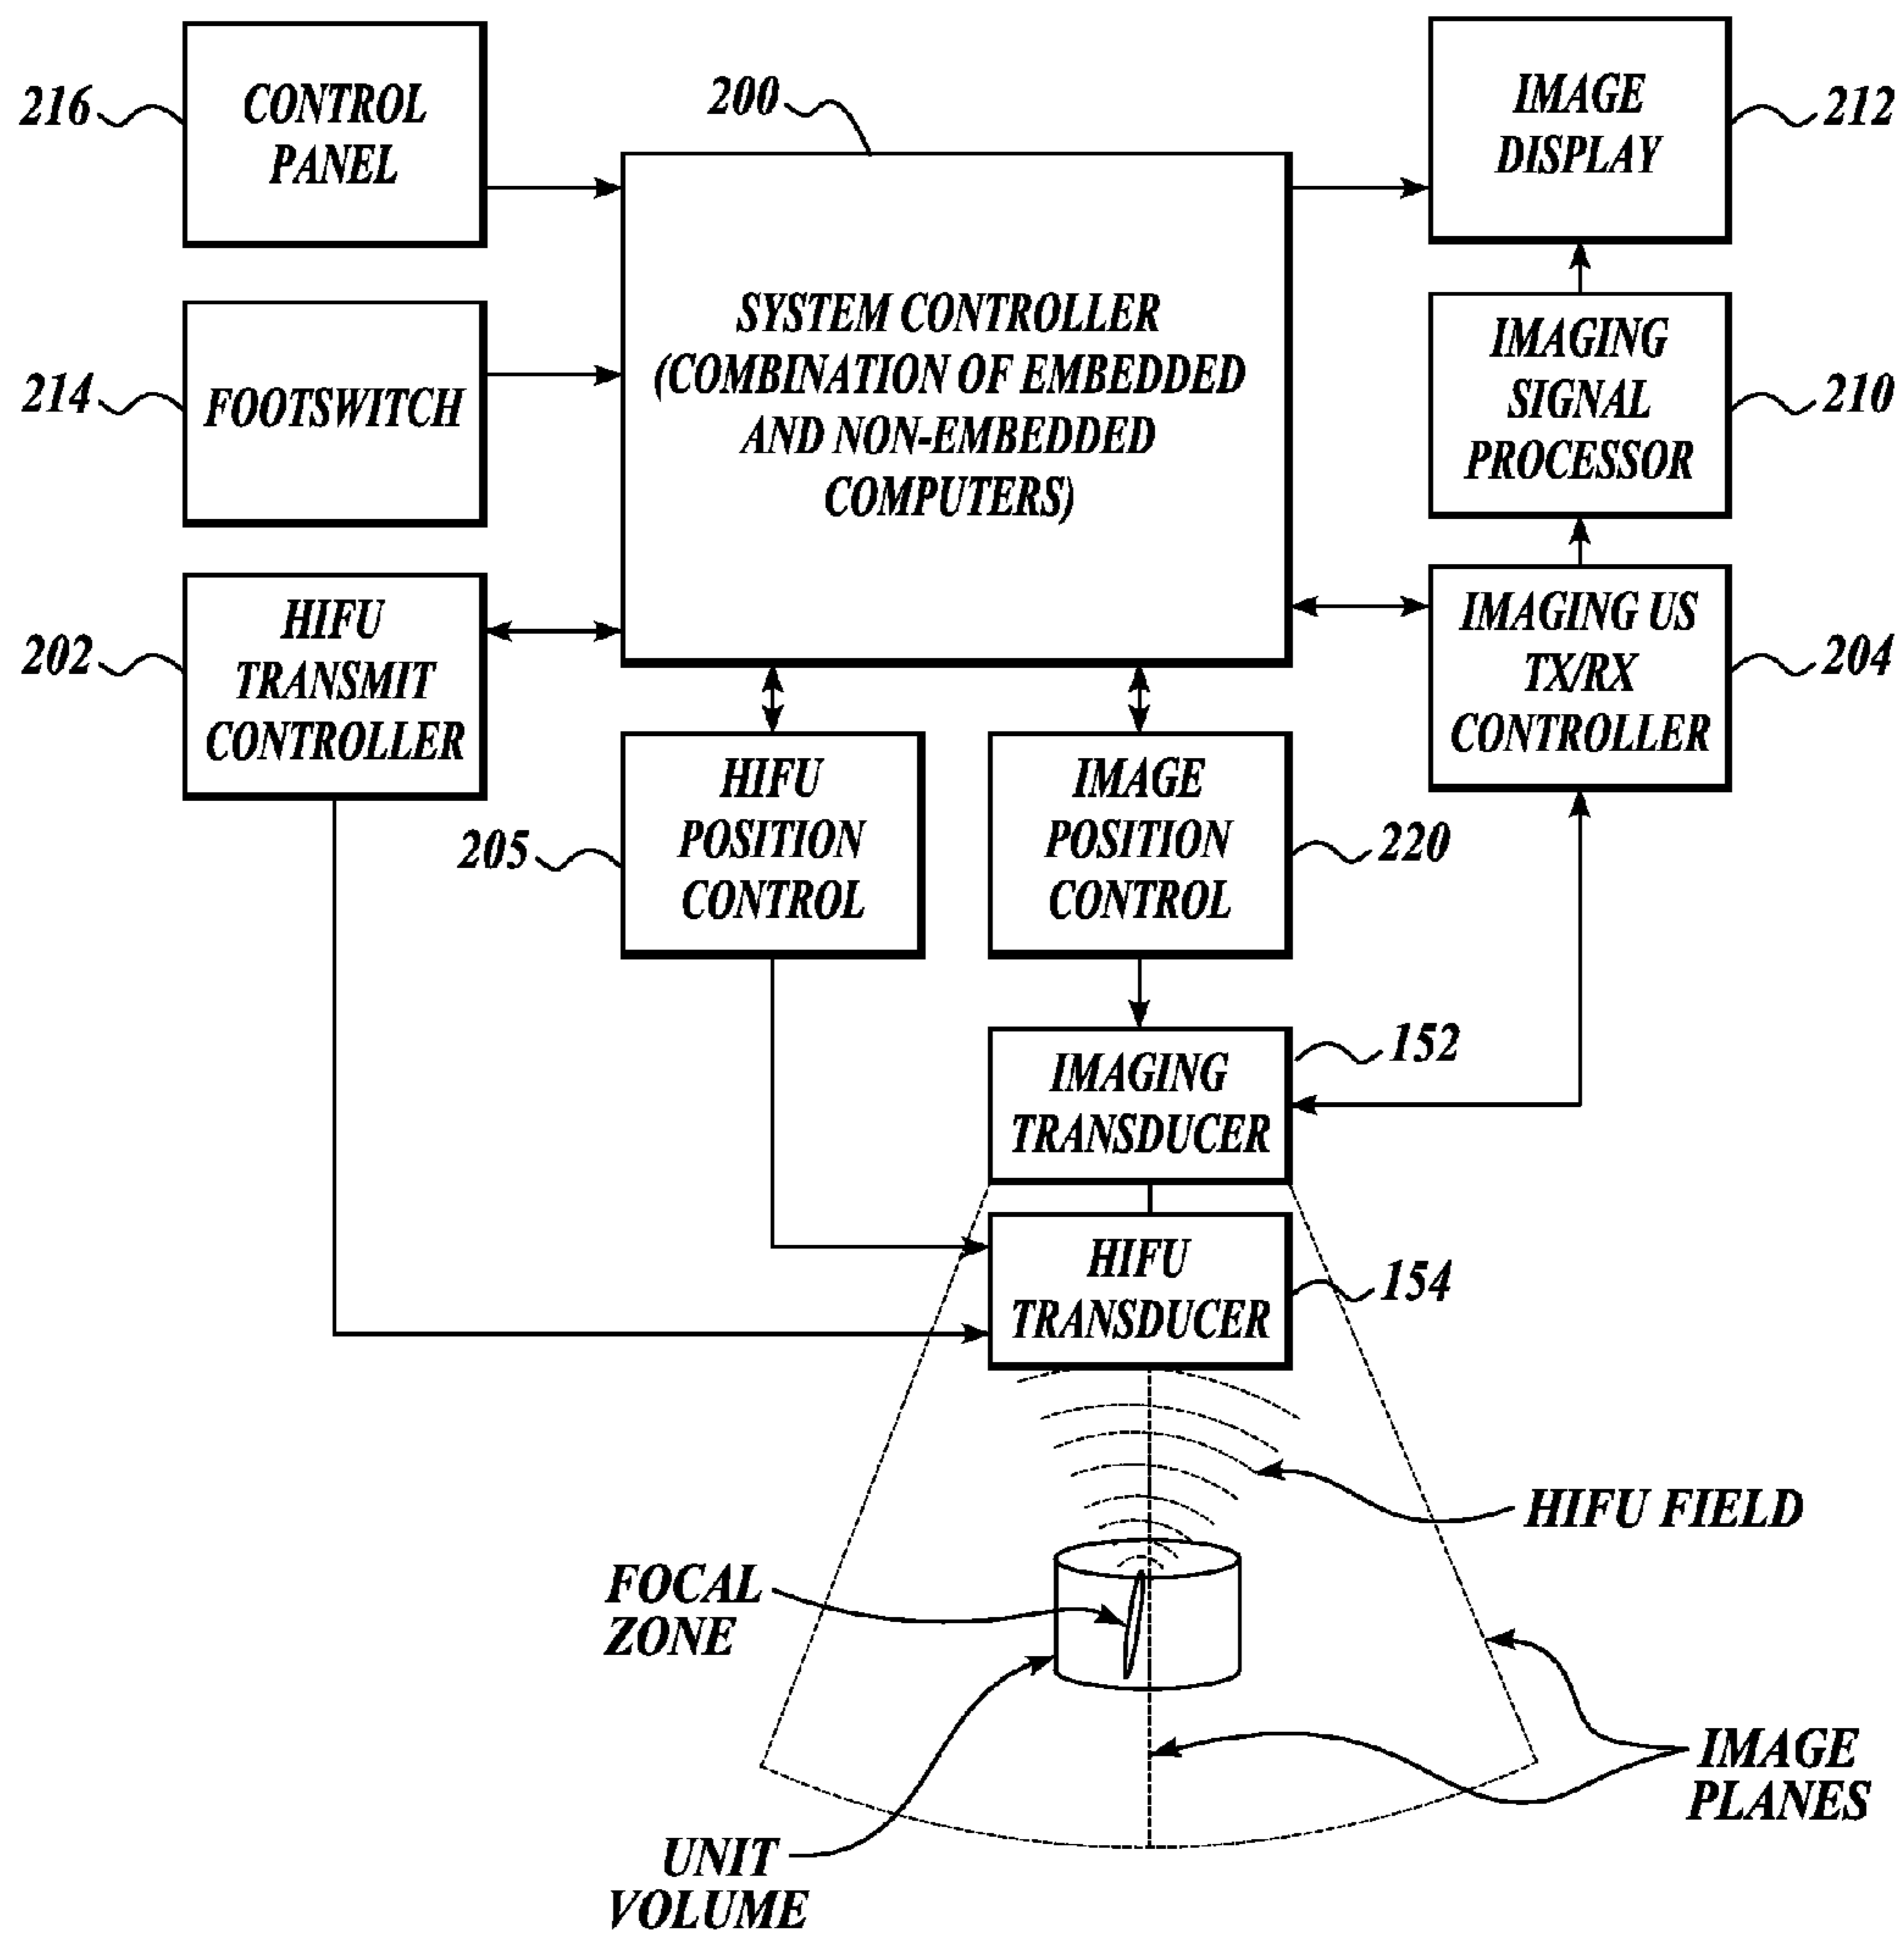 216
CONTROL
PANEL
200
IMAGE
DISPLAY
212
214
FOOTSWITCH
SYSTEM CONTROLLER
(COMBINATION OF EMBEDDED
AND NON-EMBEDDED
COMPUTERS)
IMAGING
SIGNAL
PROCESSOR
210
202
HIFU
TRANSMIT
CONTROLLER
IMAGING US
TX/RX
CONTROLLER
204
205
HIFU
POSITION
CONTROL
IMAGE
POSITION
CONTROL
220
IMAGING
TRANSDUCER
152
HIFU
TRANSDUCER
154
HIFU FIELD
FOCAL
ZONE
IMAGE
PLANES
UNIT
VOLUME